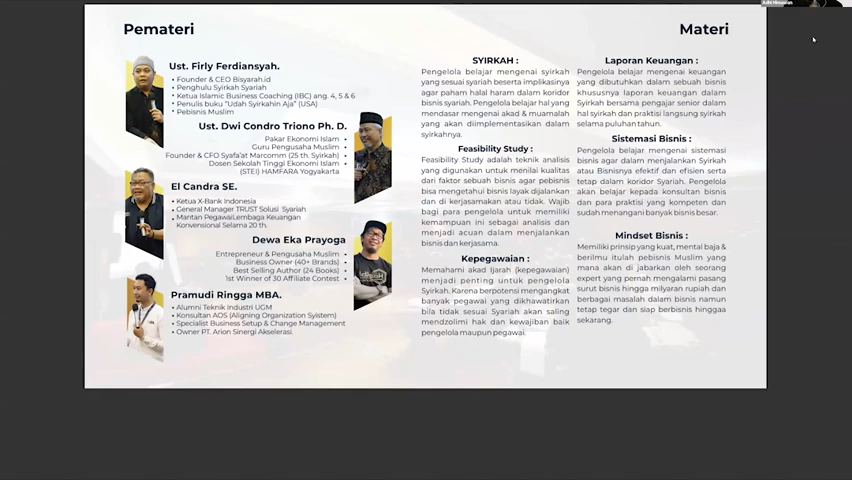 Pemateri
Ust. Firly Ferdiansyah.
• Founder & CEO Bisyarah.id
• Penghulu Syirkah Syariah
• Ketua Islamic Business Coaching (IBC) ang. 4, 5 & 6
• Penulis buku "Udah Syirkahin Aja" (USA)
• Pebisnis Muslim
Ust. Dwi Condro Triono Ph. D.
Pakar Ekonomi Islam •
Guru Pengusaha Muslim •
Founder & CFO Syafa'at Marcomm (25 th. Syirkah) •
Dosen Sekolah Tinggi Ekonomi Islam •
(STEI) HAMFARA Yogyakarta
El Candra SE.
• Ketua X-Bank Indonesia
• General Manager TRUST Solusi Syariah
• Mantan PegawaiLembaga Keuangan
Konvensional Selama 20 th.
Dewa Eka Prayoga
Entrepreneur & Pengusaha Muslim •
Business Owner (40+ Brands) •
Best Selling Author (24 Books) •
1st Winner of 30 Affiliate Contest •
Pramudi Ringga MBA.
• Alumni Teknik Industri UGM
• Konsultan AOS (Aligning Organization Syistem)
• Specialist Business Setup & Change Management
• Owner PT. Arion Sinergi Akselerasi.
Materi
SYIRKAH :
Pengelola belajar mengenai syirkah
yang sesuai syariah beserta implikasinya
agar paham halal haram dalam koridor
bisnis syariah. Pengelola belajar hal yang
mendasar mengenai akad & muamalah
yang akan diimplementasikan dalam
syirkahnya.
Feasibility Study :
Feasibility Study adalah teknik analisis
yang digunakan untuk menilai kualitas
dari faktor sebuah bisnis agar pebisnis
bisa mengetahui bisnis layak dijalankan
dan di kerjasamakan atau tidak. Wajib
bagi para pengelola untuk memiliki
kemampuan ini sebagai analisis dan
menjadi acuan dalam menjalankan
bisnis dan kerjasama.
Kepegawaian :
Memahami akad Ijarah (kepegawaian)
menjadi penting untuk pengelola
Syirkah. Karena berpotensi mengangkat
banyak pegawai yang dikhawatirkan
bila tidak sesuai Syariah akan saling
mendzolimi hak dan kewajiban baik
pengelola maupun pegawai.
Laporan Keuangan :
Pengelola belajar mengenai keuangan
yang dibutuhkan dalam sebuah bisnis
khususnya laporan keuangan dalam
Syirkah bersama pengajar senior dalam
hal syirkah dan praktisi langsung syirkah
selama puluhan tahun.
Sistemasi Bisnis :
Pengelola belajar mengenai sistemasi
bisnis agar dalam menjalankan Syirkah
atau Bisnisnya efektif dan efisien serta
tetap dalam koridor Syariah. Pengelola
akan belajar kepada konsultan bisnis
dan para praktisi yang kompeten dan
sudah menangani banyak bisnis besar.
Mindset Bisnis :
Memiliki prinsip yang kuat, mental baja &
berilmu itulah pebisnis Muslim yang
mana akan di jabarkan oleh seorang
expert yang pernah mengalami pasang
surut bisnis hingga milyaran rupiah dan
berbagai masalah dalam bisnis namun
tetap tegar dan siap berbisnis hinggaa
sekarang.